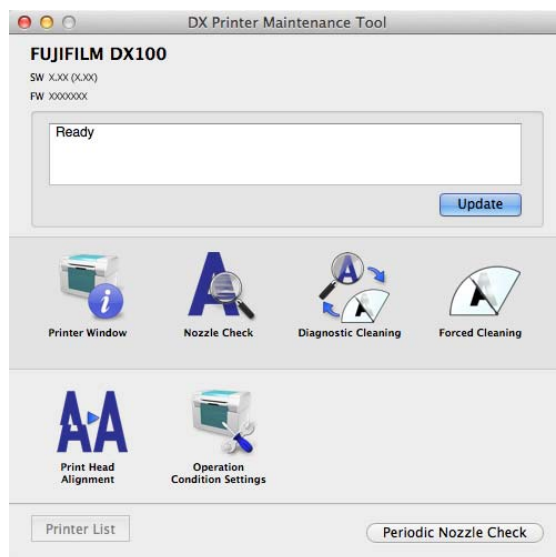 DX Printer Maintenance Tool
FUJIFILM DX100
SW X.XX (X.XX)
FW XXXXXXX
Ready
Update
Printer Window
Nozzle Check
Diagnostic Cleaning
Forced Cleaning
Print Head
Alignment
Operation
Condition Settings
Printer List
Periodic Nozzle Check